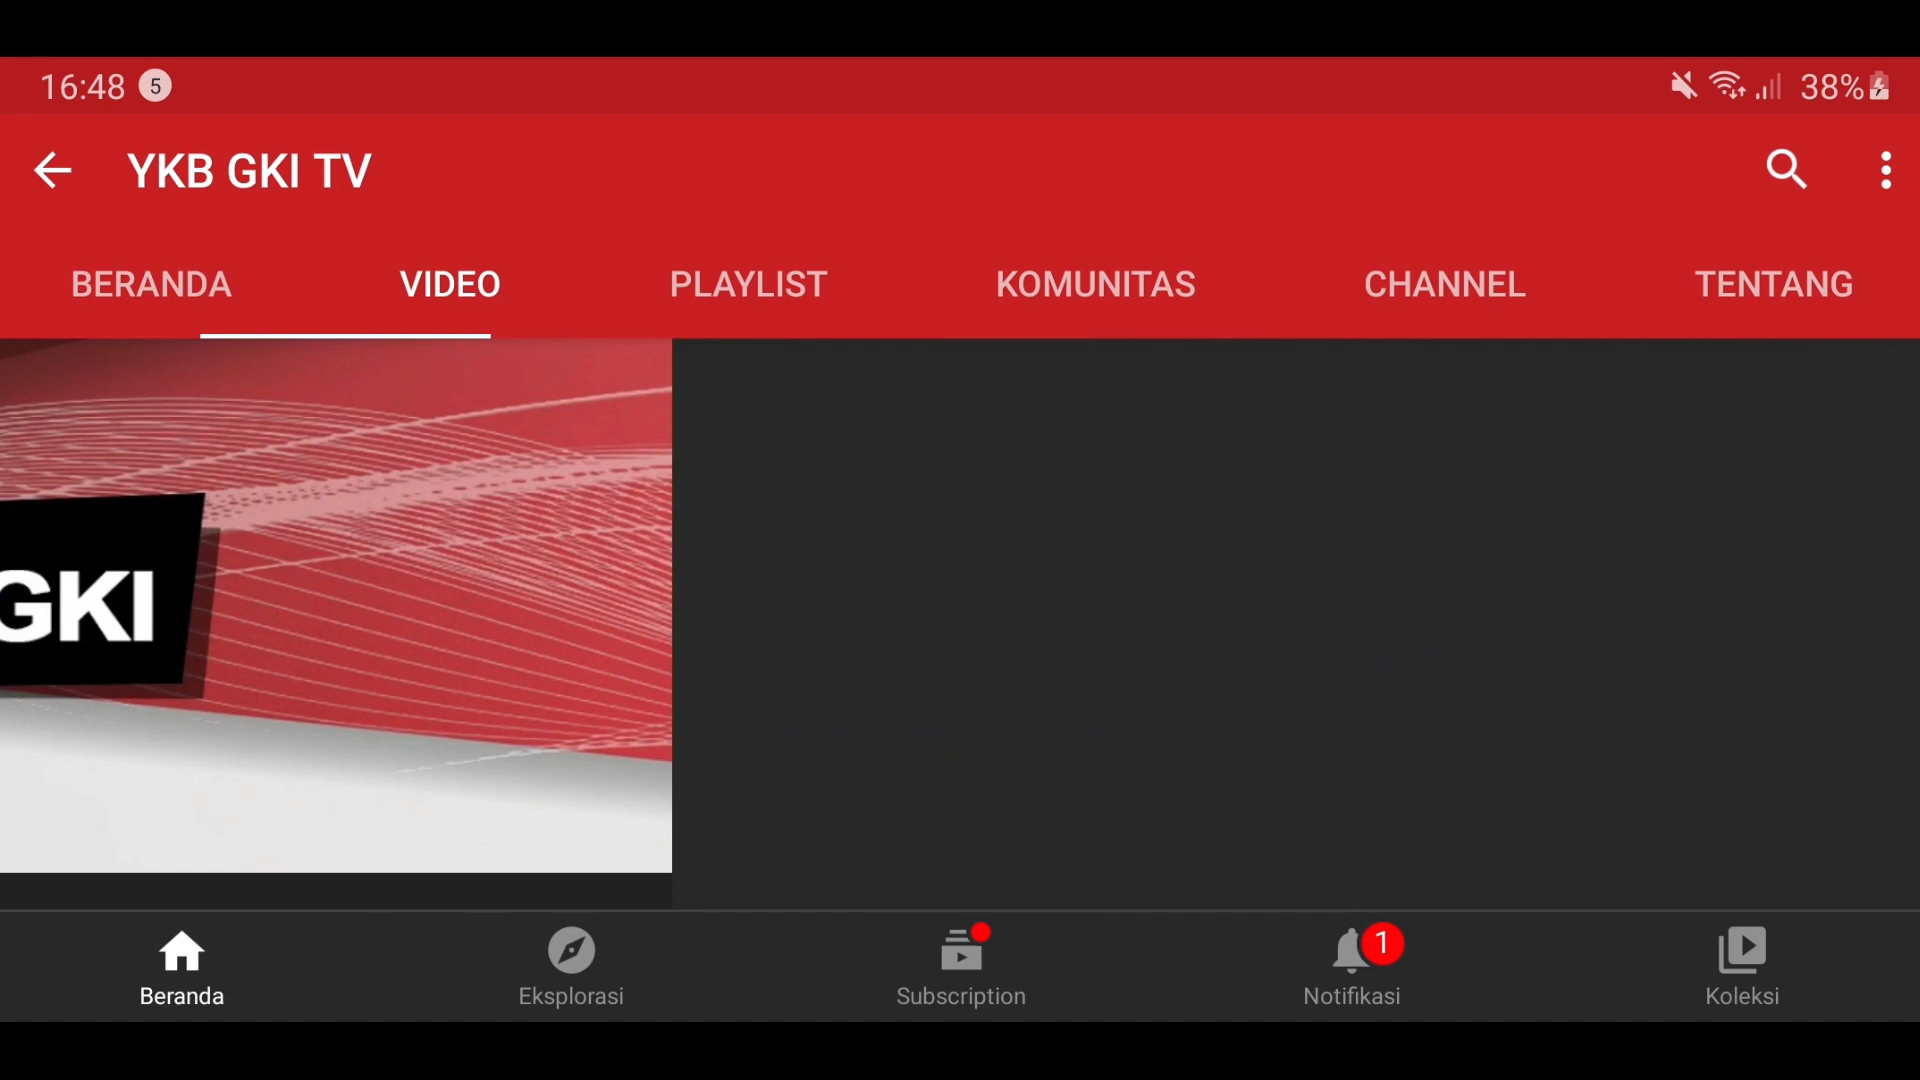 16:48 5 38%
YKB GKI TV
BERANDA VIDEO PLAYLIST KOMUNITAS CHANNEL TENTANG
GKI
1
Beranda Eksplorasi Subscription Notifikasi Koleksi